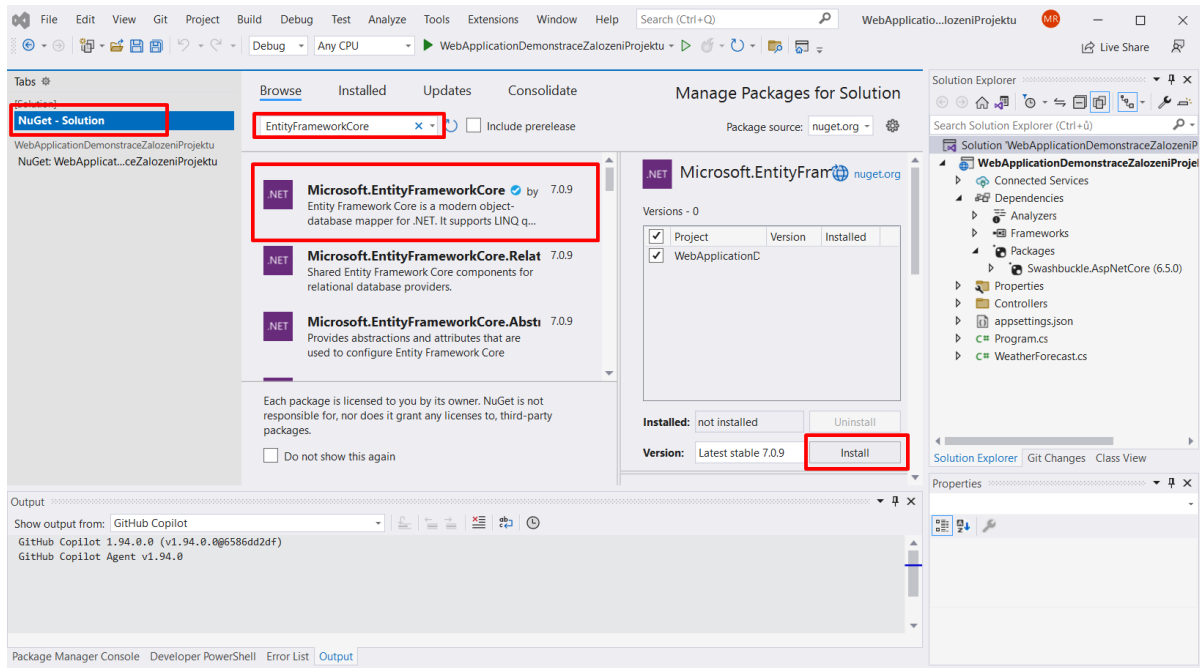 File Edit View Git Project Build Debug Test Analyze Tools Extensions Window Help Search (Ctrl+Q) WebApplicatio...lozeniProjektu MR
Debug Any CPU WebApplicationDemonstraceZalozeniProjektu Live Share
Tabs
[Solution]
NuGet - Solution
WebApplicationDemonstraceZalozeniProjektu
NuGet: WebApplicat...ceZalozeniProjektu
Browse Installed Updates Consolidate
Manage Packages for Solution
EntityFrameworkCore Include prerelease
Package source: nuget.org
.NET
Microsoft.EntityFrameworkCore by 7.0.9
Entity Framework Core is a modern object-
database mapper for .NET. It supports LINQ q...
.NET
Microsoft.EntityFrameworkCore.Relat 7.0.9
Shared Entity Framework Core components for
relational database providers.
.NET
Microsoft.EntityFrameworkCore.Abstr 7.0.9
Provides abstractions and attributes that are
used to configure Entity Framework Core
Each package is licensed to you by its owner. NuGet is not
responsible for, nor does it grant any licenses to, third-party
packages.
Do not show this again
.NET
Microsoft.EntityFram nuget.org
Versions - 0
Project Version Installed
WebApplicationD
Installed: not installed Uninstall
Version: Latest stable 7.0.9 Install
Solution Explorer
Search Solution Explorer (Ctrl+ů)
Solution 'WebApplicationDemonstraceZalozeniP
WebApplicationDemonstraceZalozeniProje
Connected Services
Dependencies
Analyzers
Frameworks
Packages
Swashbuckle.AspNetCore (6.5.0)
Properties
Controllers
appsettings.json
C# Program.cs
C# WeatherForecast.cs
Solution Explorer Git Changes Class View
Properties
Output
Show output from: GitHub Copilot
GitHub Copilot 1.94.0.0 (v1.94.0.0@6586dd2df)
GitHub Copilot Agent v1.94.0
Package Manager Console Developer PowerShell Error List Output